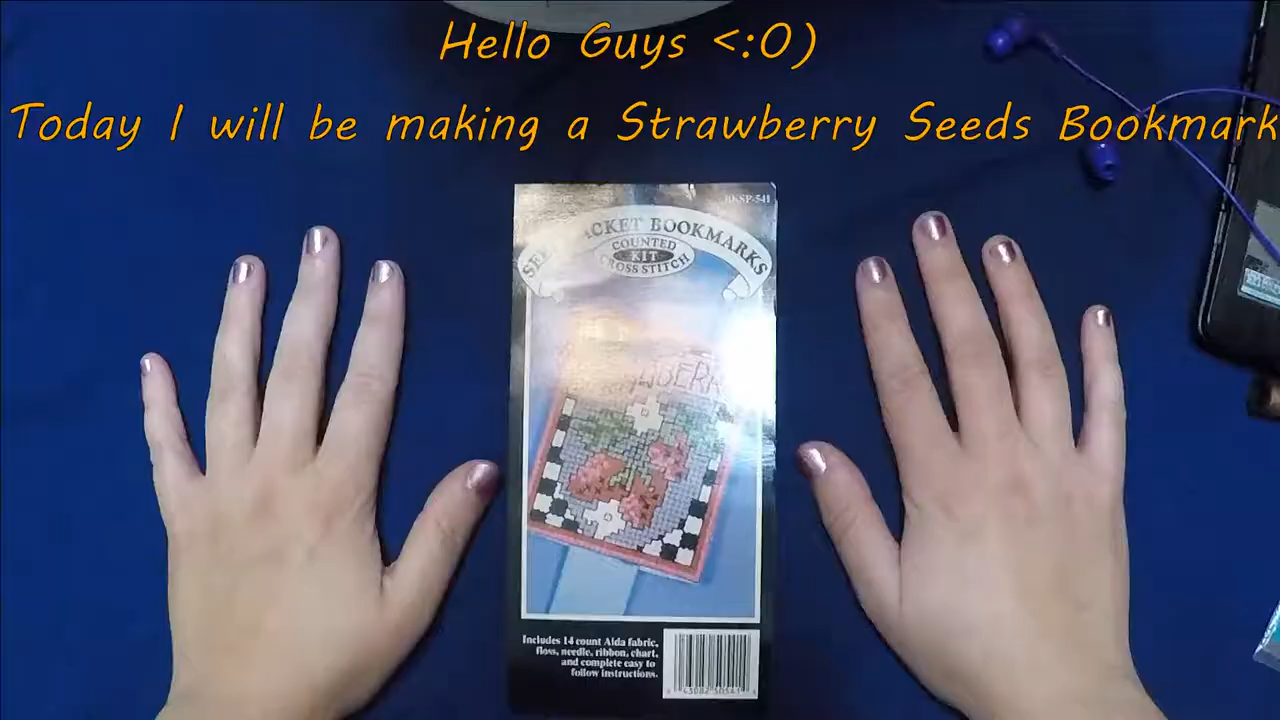 Hello Guys <:O)
Today I will be making a Strawberry Seeds Bookmark
BOOKMARKS
COUNTED
KIT
CROSS STITCH
Includes 14 count Aida fabric,
floss, needle, ribbon, chart,
and complete easy to
follow instructions.